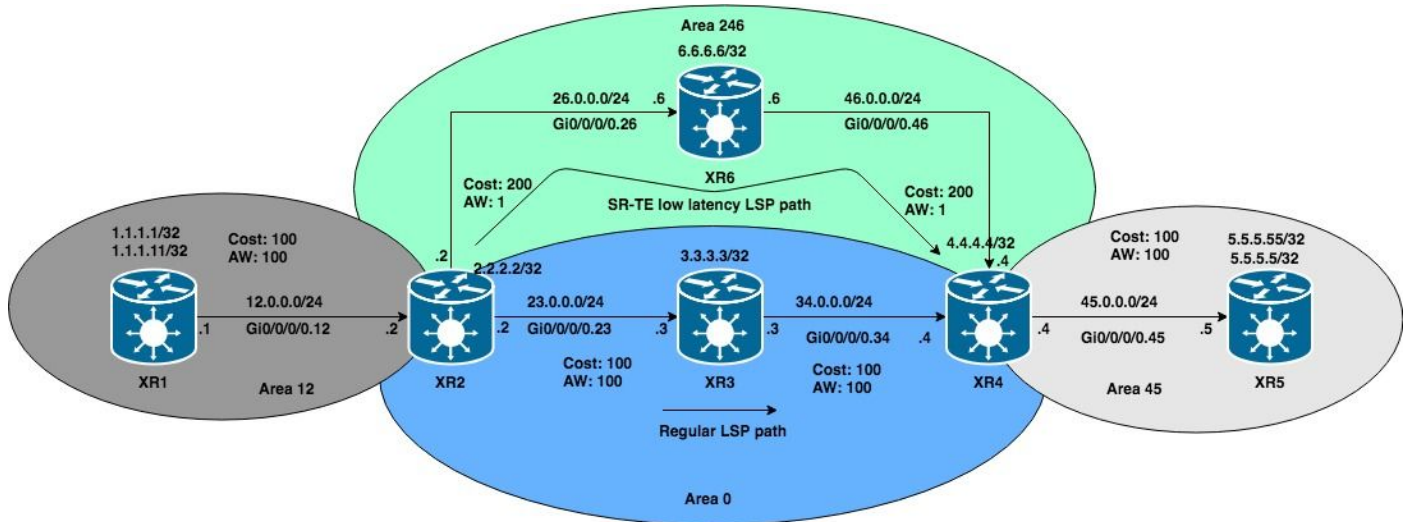 Area 246
6.6.6.6/32
26.0.0.0/24
.6
.6
46.0.0.0/24
Gi0/0/0/0.26
Gi0/0/0/0.46
XR6
Cost: 200
AW: 1
SR-TE low latency LSP path
Cost: 200
AW: 1
1.1.1.1/32
1.1.1.11/32
Cost: 100
AW: 100
.2
2.2.2.2/32
3.3.3.3/32
4.4.4.4/32
.4
Cost: 100
AW: 100
5.5.5.55/32
5.5.5.5/32
12.0.0.0/24
.1
Gi0/0/0/0.12
.2
23.0.0.0/24
.2
Gi0/0/0/0.23
.3
34.0.0.0/24
.3
Gi0/0/0/0.34
.4
45.0.0.0/24
.4
Gi0/0/0/0.45
.5
XR1
Area 12
XR2
Cost: 100
AW: 100
XR3
Cost: 100
AW: 100
XR4
Area 45
XR5
Regular LSP path
Area 0